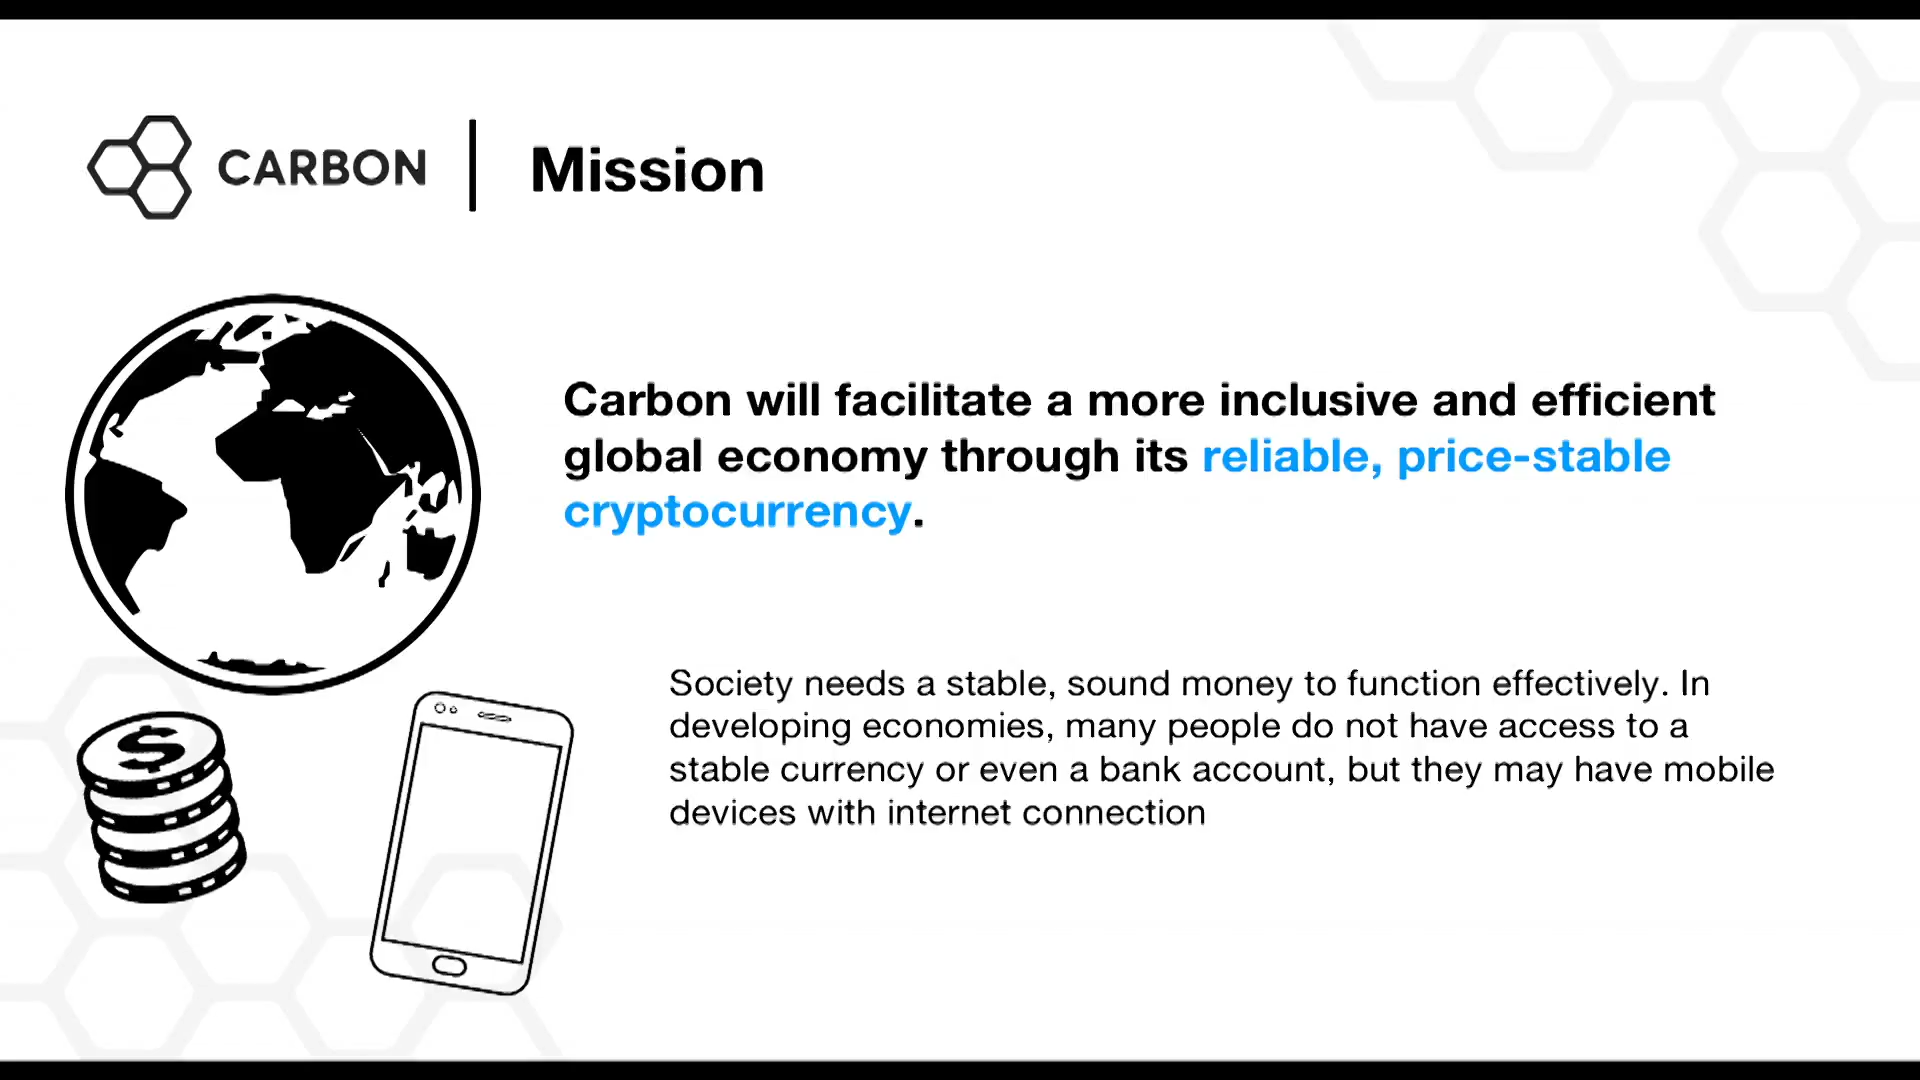 CARBON
Mission
Carbon will facilitate a more inclusive and efficient
global economy through its reliable, price-stable
cryptocurrency.
Society needs a stable, sound money to function effectively. In
developing economies, many people do not have access to a
stable currency or even a bank account, but they may have mobile
devices with internet connection
$